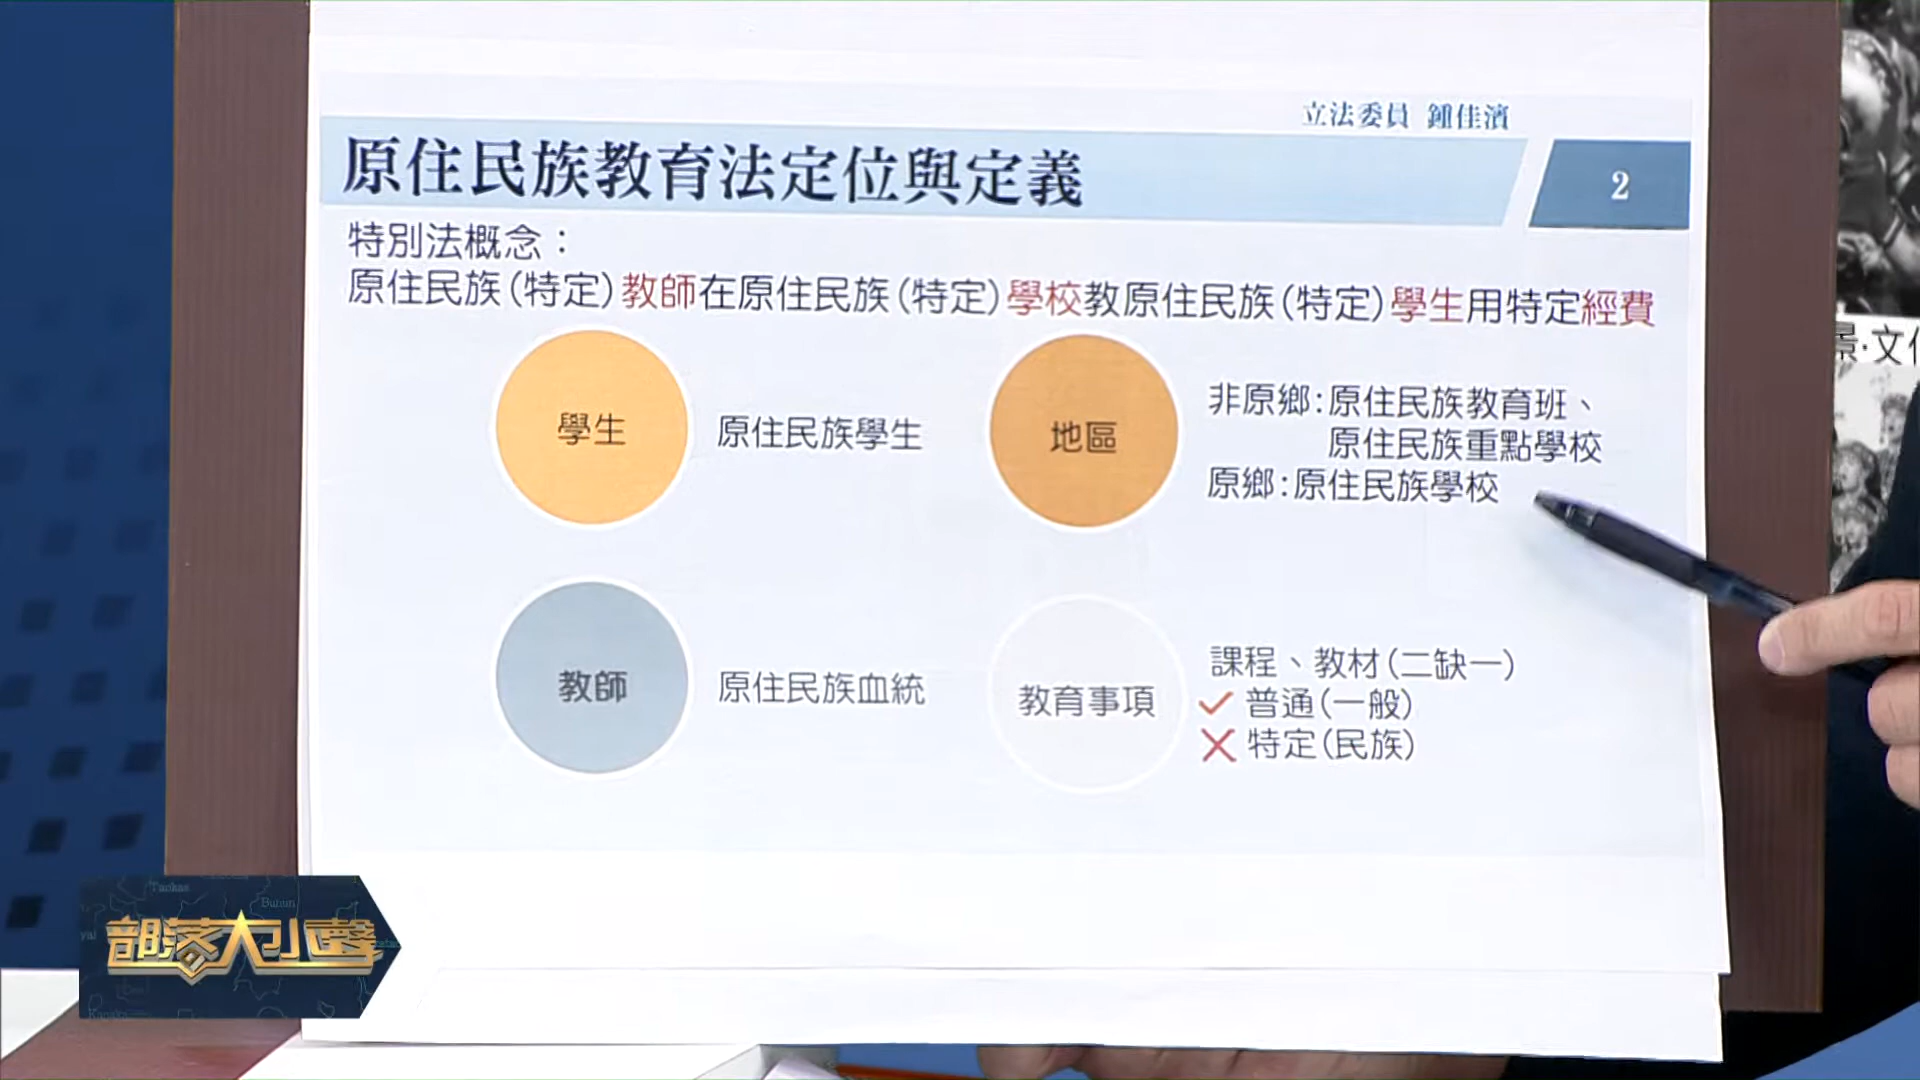 立法委員 鍾佳濱
原住民族教育法定位與定義
2
特別法概念：
原住民族(特定)教師在原住民族(特定)學校教原住民族(特定)學生用特定經費
學生
原住民族學生
地區
非原鄉:原住民族教育班、
原住民族重點學校
原鄉:原住民族學校
教師
原住民族血統
教育事項
課程、教材(二缺一)
✓ 普通(一般)
✗ 特定(民族)
景·文
Taokas
Bunun
部落大小聲